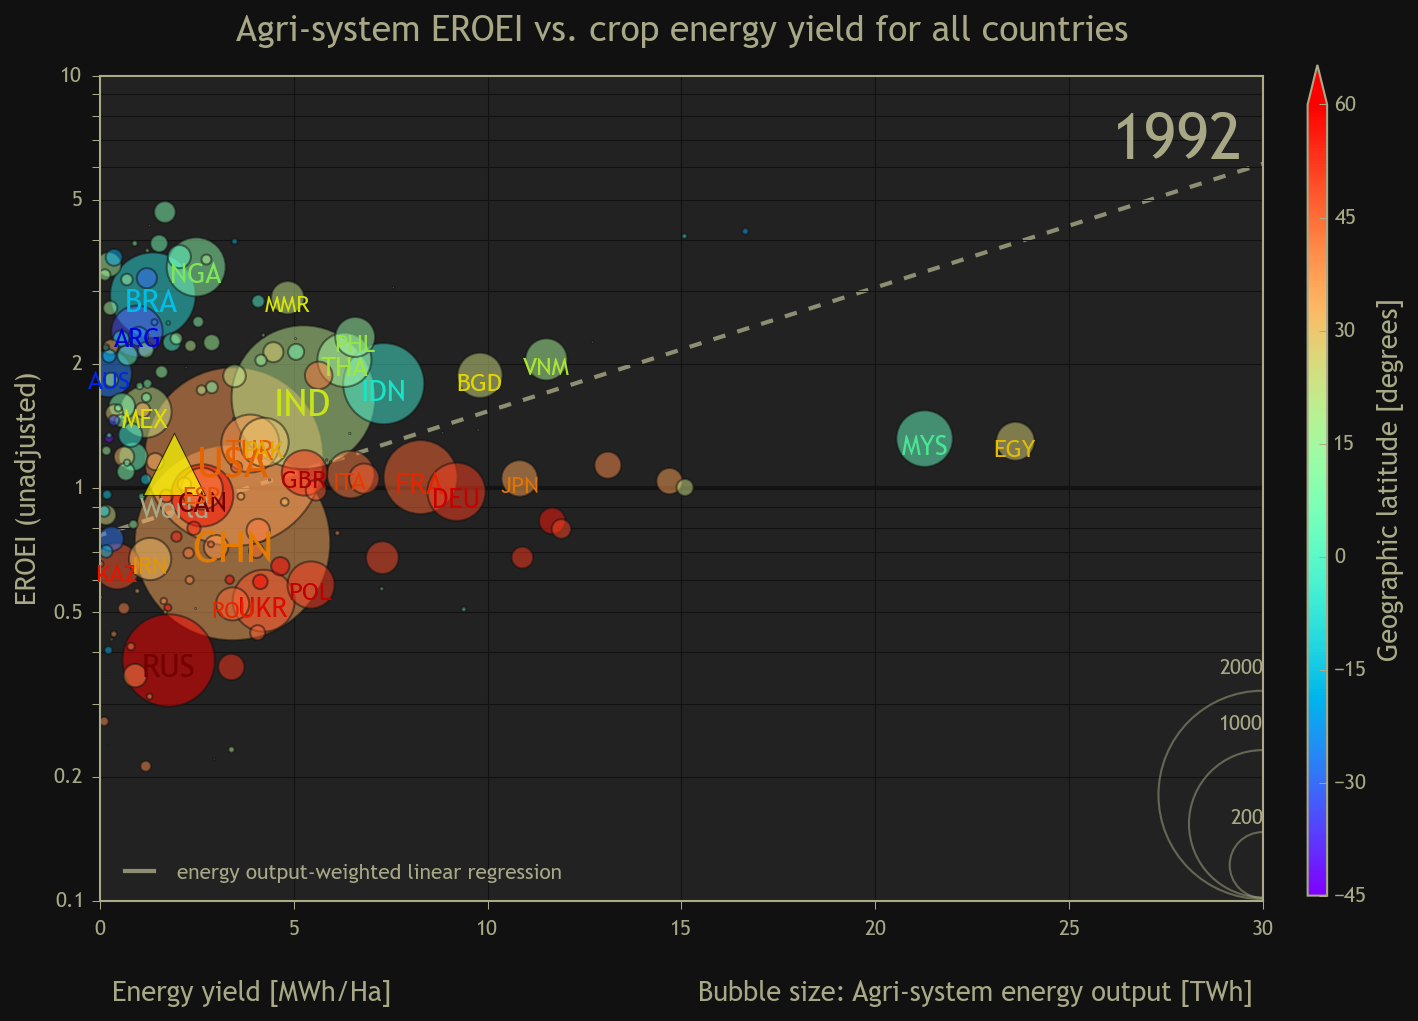 Agri-system EROEI vs. crop energy yield for all countries
1992
10
5
2
1
0.5
0.2
0.1
EROEI (unadjusted)
NGA
BRA
MMR
ARG
PHL
THA
VNM
AUS
IDN
BGD
IND
MEX
TUR
PAK
MYS
EGY
USA
GBR
ITA
FRA
JPN
DEU
ESP
CAN
World
CHN
KAZ
IRN
POL
ROU
UKR
RUS
2000
1000
200
energy output-weighted linear regression
0
5
10
15
20
25
30
Energy yield [MWh/Ha]
Bubble size: Agri-system energy output [TWh]
60
45
30
15
0
−15
−30
−45
Geographic latitude [degrees]